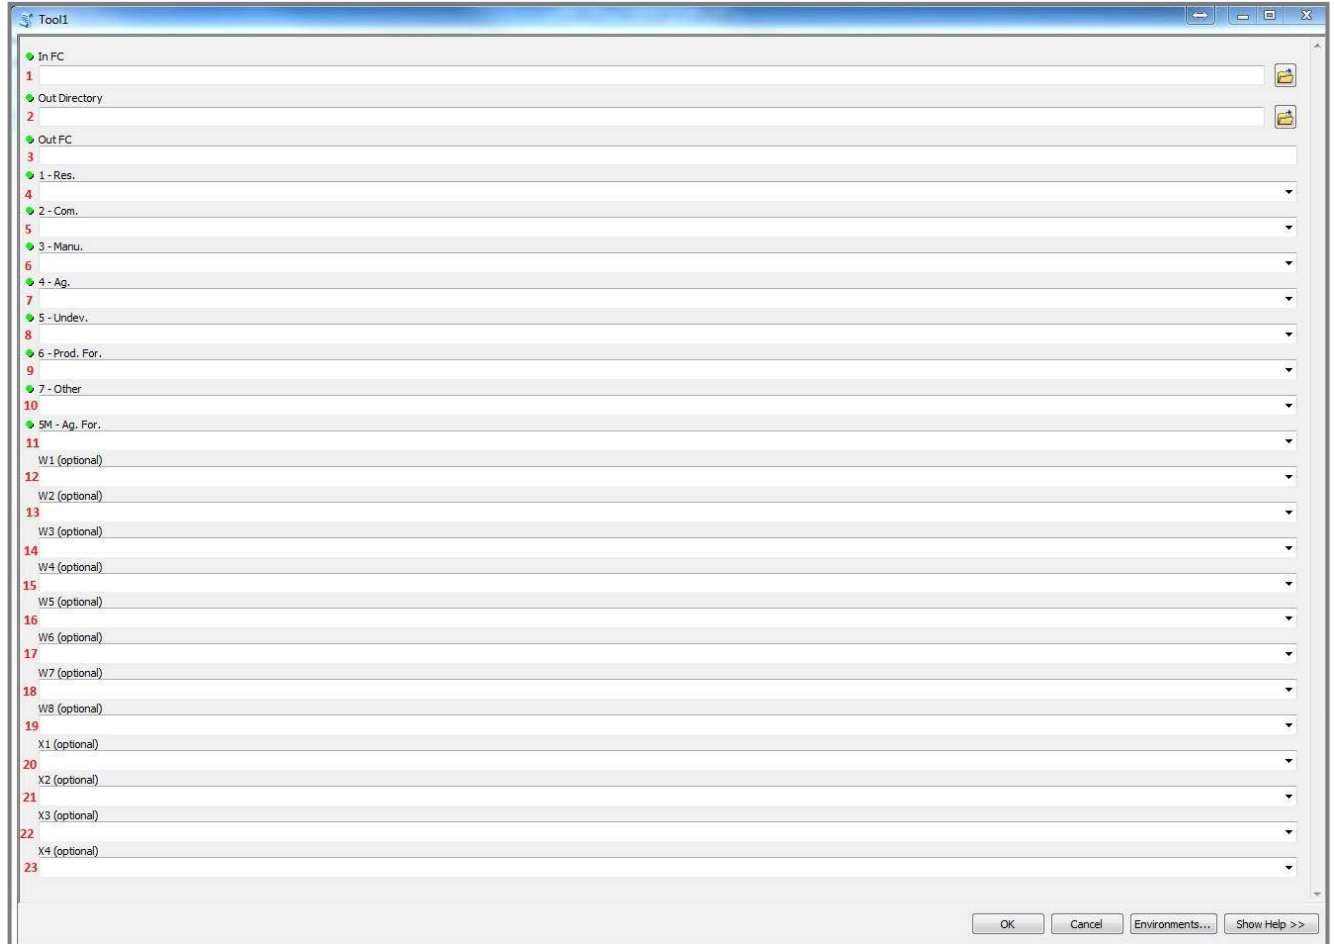 Tool1
In FC
1
Out Directory
2
Out FC
3
1 - Res.
4
2 - Com.
5
3 - Manu.
6
4 - Ag.
7
5 - Undev.
8
6 - Prod. For.
9
7 - Other
10
5M - Ag. For.
11
W1 (optional)
12
W2 (optional)
13
W3 (optional)
14
W4 (optional)
15
W5 (optional)
16
W6 (optional)
17
W7 (optional)
18
W8 (optional)
19
X1 (optional)
20
X2 (optional)
21
X3 (optional)
22
X4 (optional)
23
OK Cancel Environments... Show Help >>